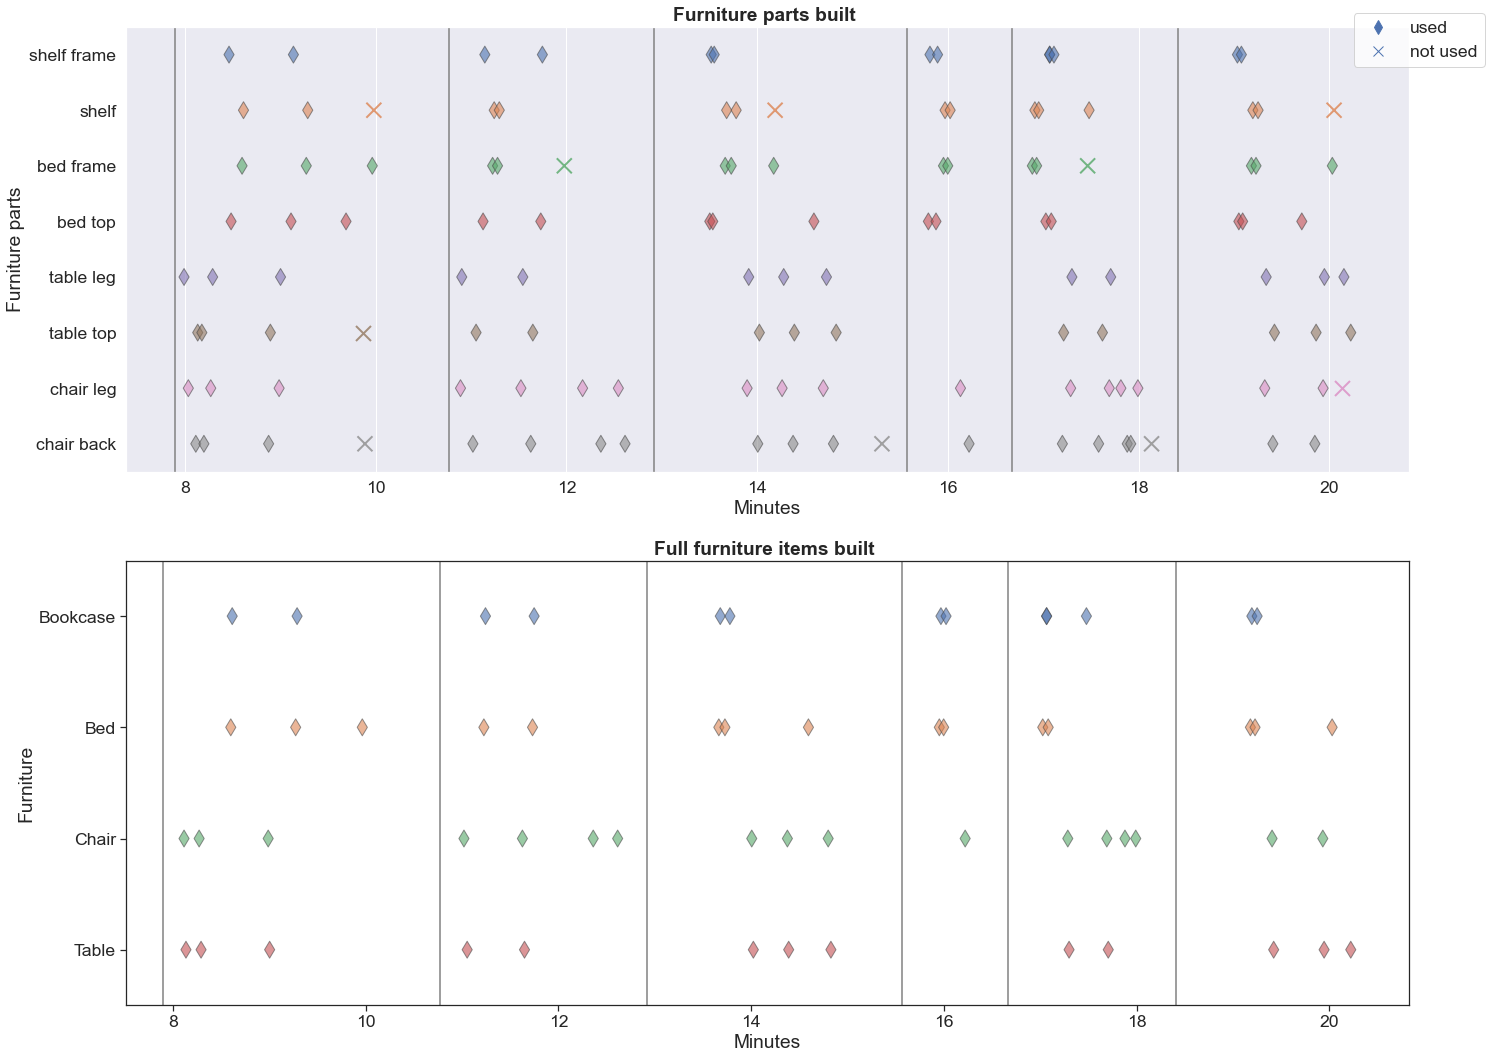 Furniture parts built
used
not used
Furniture parts
shelf frame
shelf
bed frame
bed top
table leg
table top
chair leg
chair back
8 10 12 14 16 18 20
Minutes
Full furniture items built
Furniture
Bookcase
Bed
Chair
Table
8 10 12 14 16 18 20
Minutes